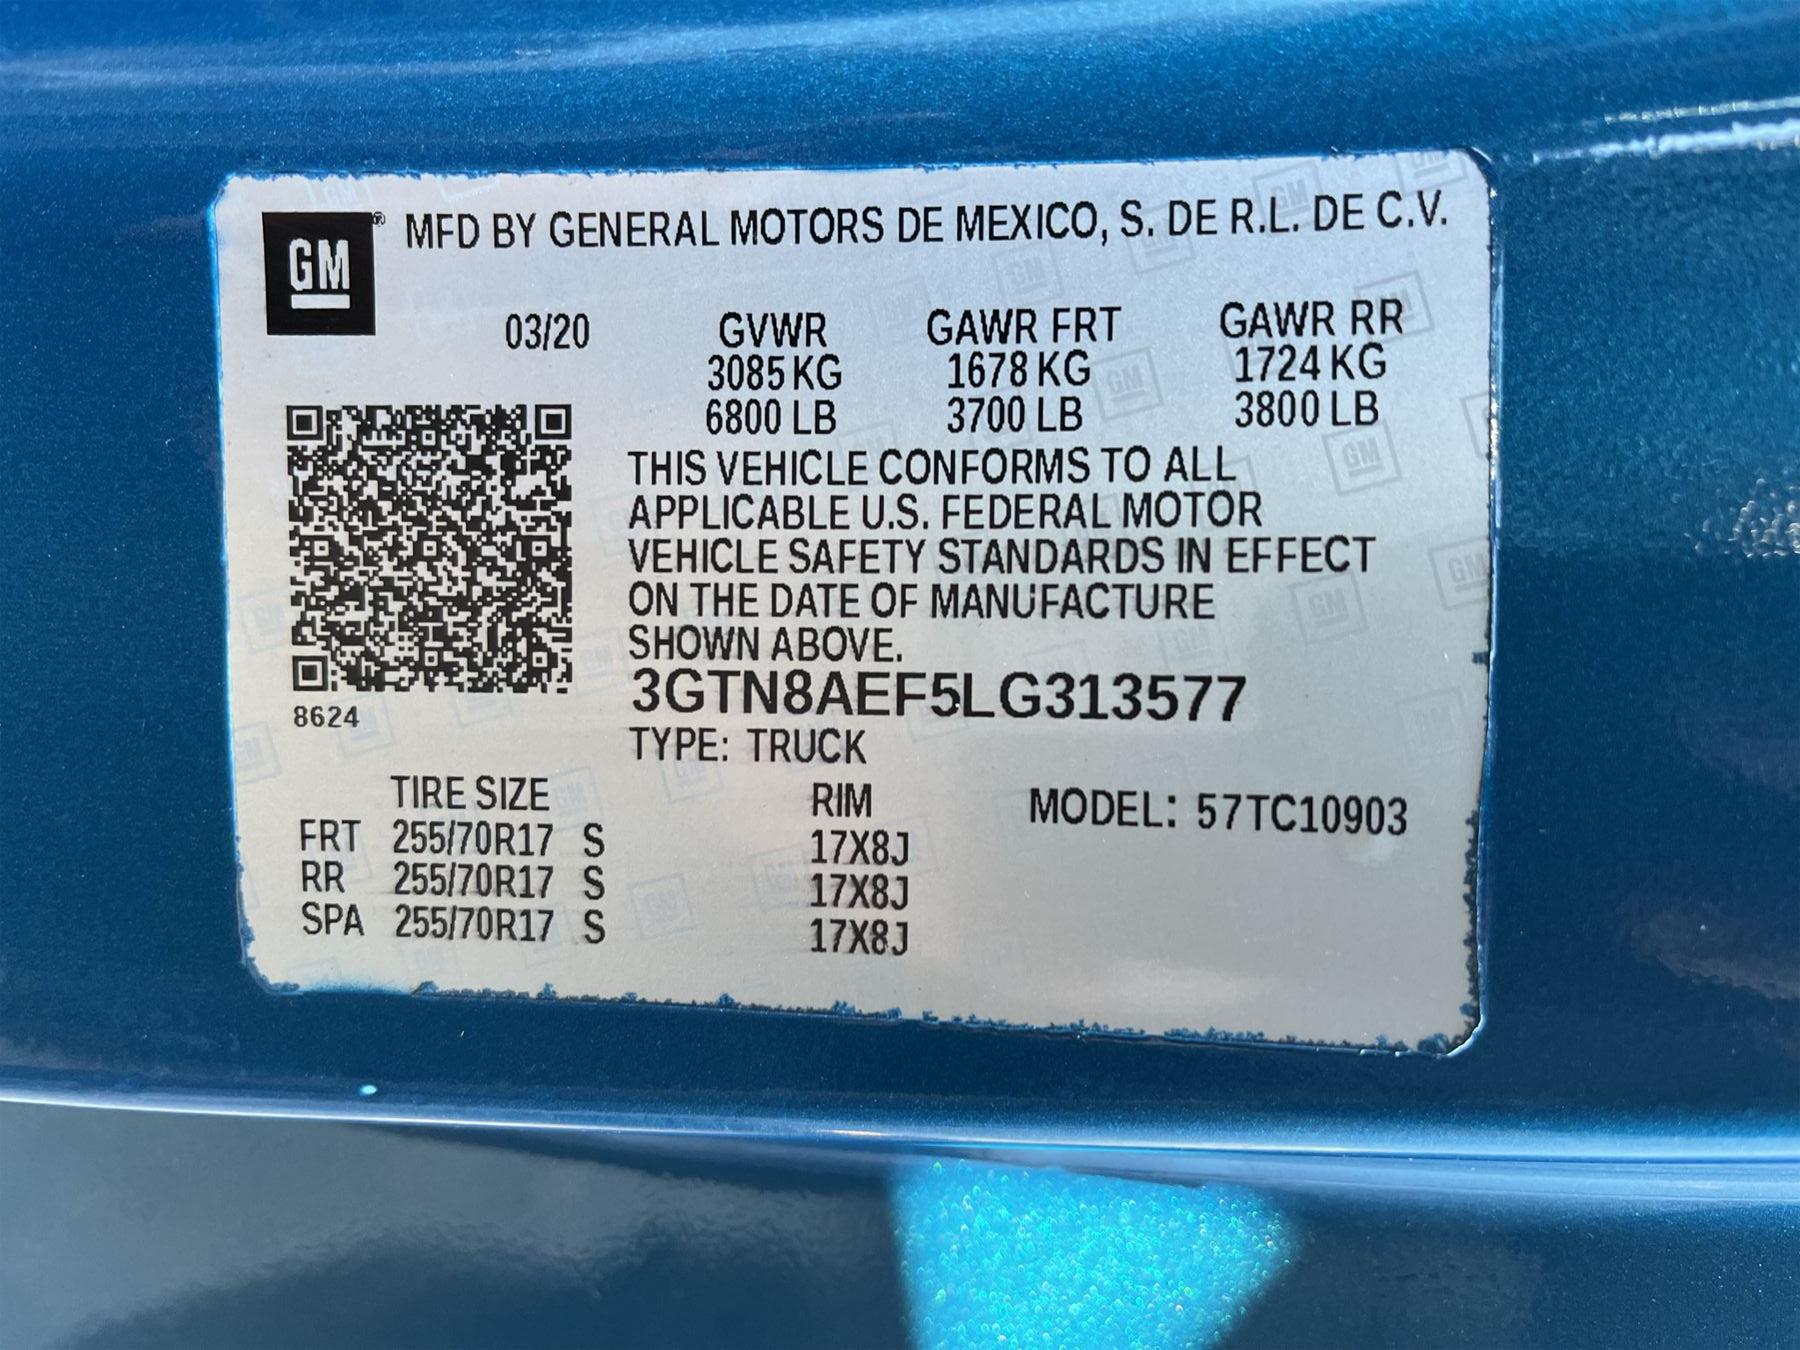 GM ® MFD BY GENERAL MOTORS DE MEXICO, S. DE R.L. DE C.V.
03/20 GVWR GAWR FRT GAWR RR
3085 KG 1678 KG 1724 KG
6800 LB 3700 LB 3800 LB
THIS VEHICLE CONFORMS TO ALL
APPLICABLE U.S. FEDERAL MOTOR
VEHICLE SAFETY STANDARDS IN EFFECT
ON THE DATE OF MANUFACTURE
SHOWN ABOVE.
3GTN8AEF5LG313577
8624
TYPE: TRUCK
TIRE SIZE RIM MODEL: 57TC10903
FRT 255/70R17 S 17X8J
RR 255/70R17 S 17X8J
SPA 255/70R17 S 17X8J